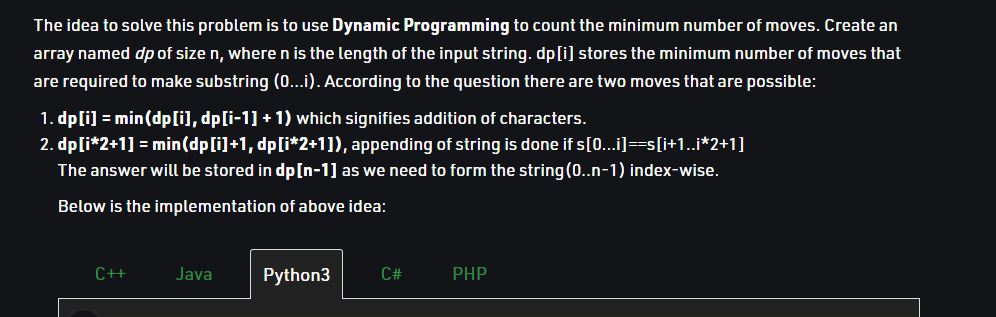 The idea to solve this problem is to use Dynamic Programming to count the minimum number of moves. Create an
array named dp of size n, where n is the length of the input string. dp[i] stores the minimum number of moves that
are required to make substring (0...i). According to the question there are two moves that are possible:
1. dp[i] = min(dp[i], dp[i-1] + 1) which signifies addition of characters.
2. dp[i*2+1] = min(dp[i]+1, dp[i*2+1]), appending of string is done if s[0...i]==s[i+1..i*2+1]
The answer will be stored in dp[n-1] as we need to form the string(0..n-1) index-wise.
Below is the implementation of above idea:
C++ Java Python3 C# PHP